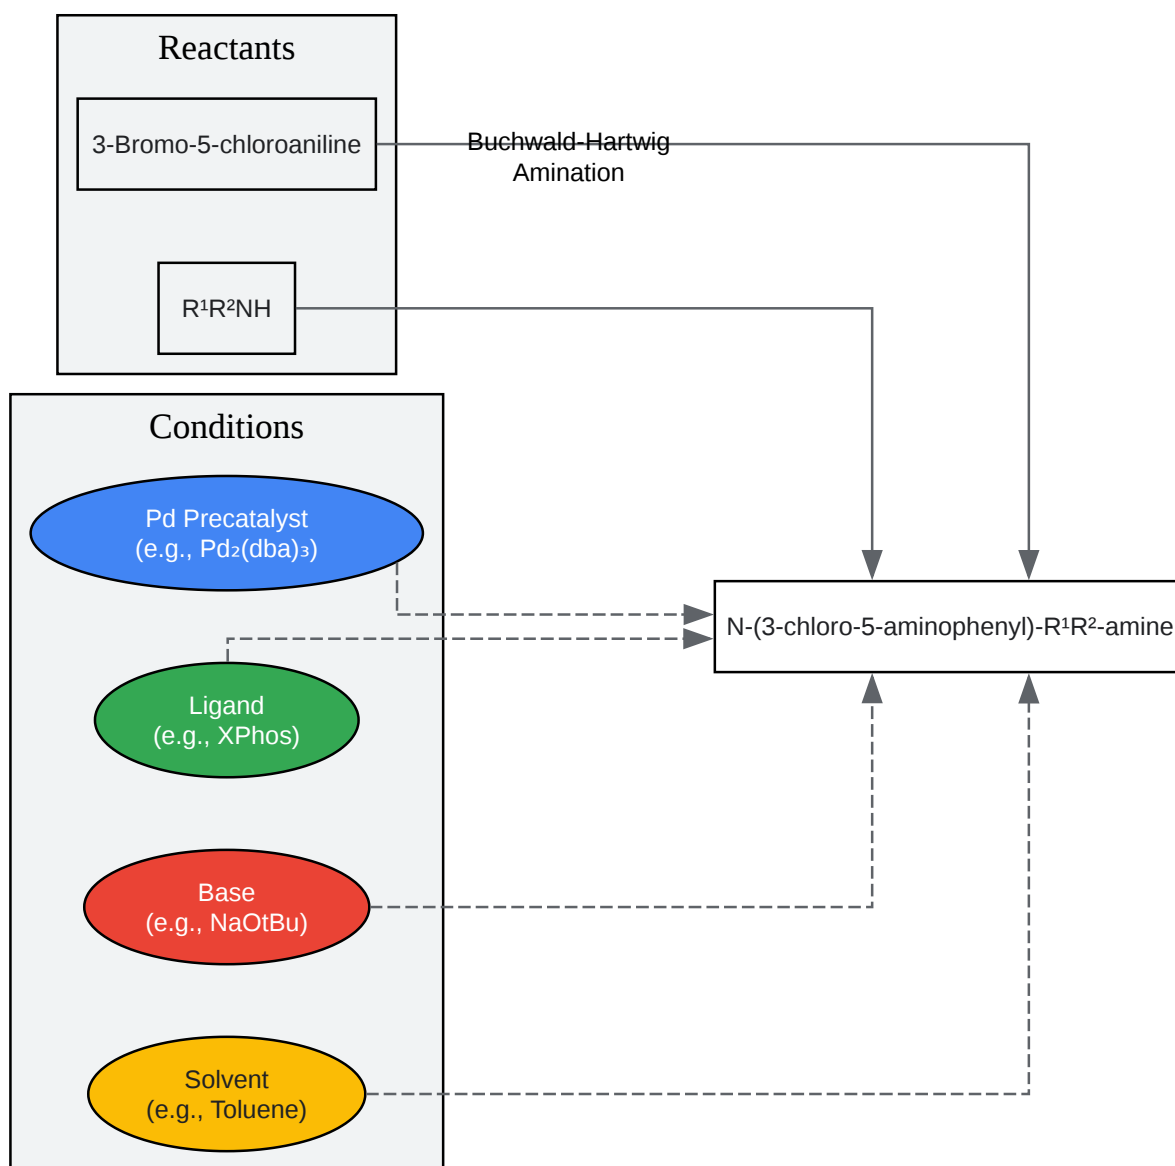 Reactants
3-Bromo-5-chloroaniline
Buchwald-Hartwig
Amination
R¹R²NH
Conditions
Pd Precatalyst
(e.g., Pd₂(dba)₃)
N-(3-chloro-5-aminophenyl)-R¹R²-amine
Ligand
(e.g., XPhos)
Base
(e.g., NaOtBu)
Solvent
(e.g., Toluene)